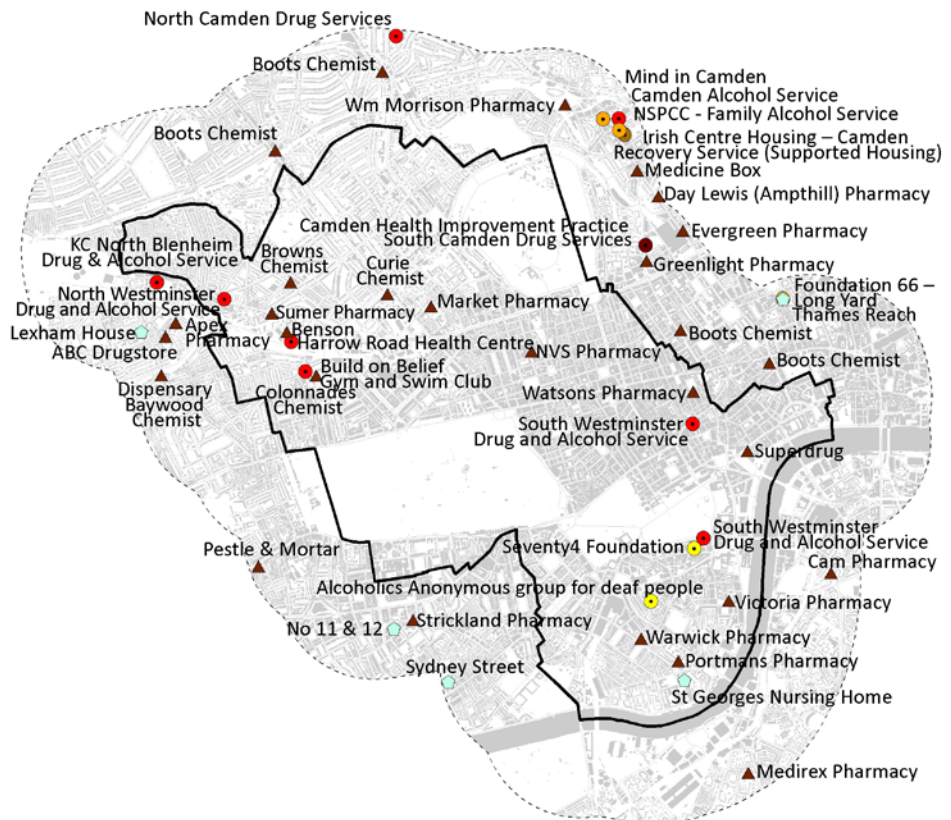 North Camden Drug Services
Boots Chemist
Mind in Camden
Camden Alcohol Service
Wm Morrison Pharmacy
NSPCC - Family Alcohol Service
Irish Centre Housing – Camden
Recovery Service (Supported Housing)
Boots Chemist
Medicine Box
Day Lewis (Ampthill) Pharmacy
Camden Health Improvement Practice
South Camden Drug Services
Evergreen Pharmacy
Greenlight Pharmacy
KC North Blenheim
Drug & Alcohol Service
Browns
Chemist
Curie
Chemist
Foundation 66 –
Long Yard
Thames Reach
North Westminster
Drug and Alcohol Service
Market Pharmacy
Sumer Pharmacy
Lexham House
Apex
Pharmacy
Benson
Harrow Road Health Centre
Boots Chemist
ABC Drugstore
NVS Pharmacy
Boots Chemist
Build on Belief
Gym and Swim Club
Dispensary
Baywood
Chemist
Colonnades
Chemist
Watsons Pharmacy
South Westminster
Drug and Alcohol Service
Superdrug
South Westminster
Drug and Alcohol Service
Seventy4 Foundation
Pestle & Mortar
Cam Pharmacy
Alcoholics Anonymous group for deaf people
Victoria Pharmacy
Strickland Pharmacy
No 11 & 12
Warwick Pharmacy
Portmans Pharmacy
Sydney Street
St Georges Nursing Home
Medirex Pharmacy